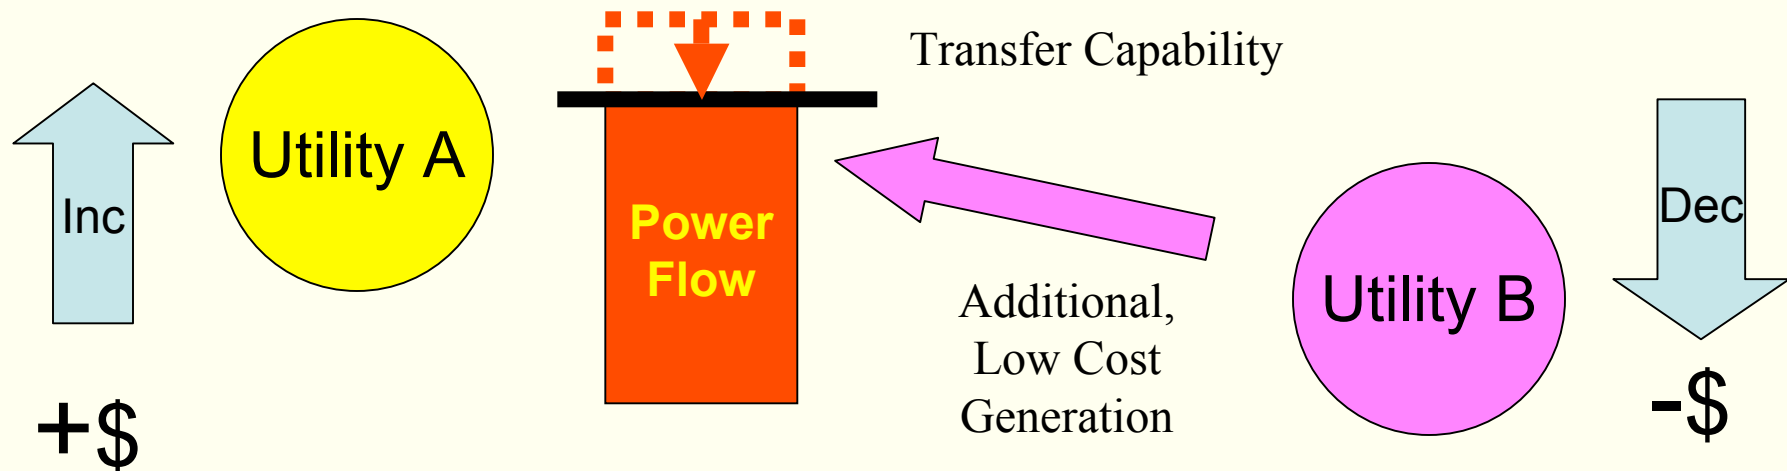 Transfer Capability
Utility A
Inc
Power
Flow
Dec
Utility B
Additional,
Low Cost
Generation
+$
-$